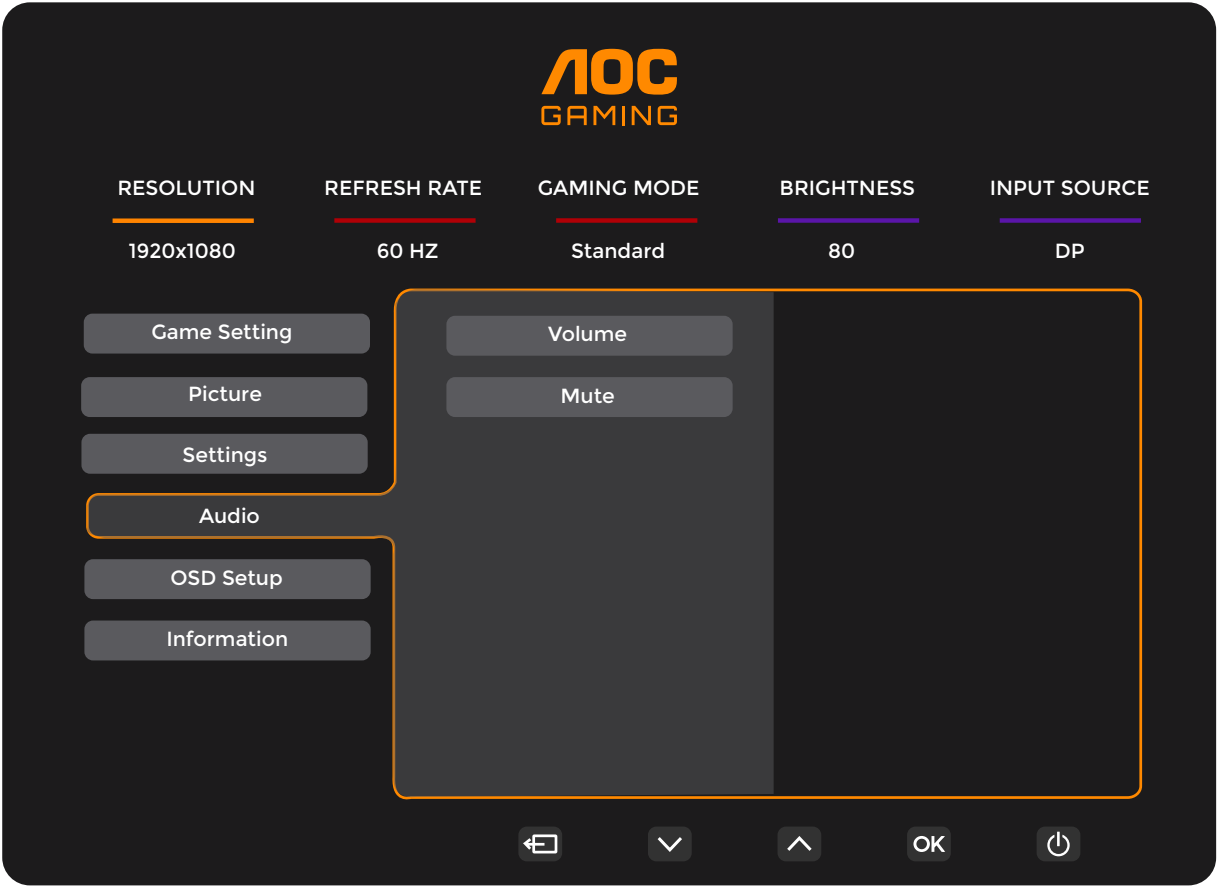 AOC
GAMING
RESOLUTION REFRESH RATE GAMING MODE BRIGHTNESS INPUT SOURCE
1920x1080 60 HZ Standard 80 DP
Game Setting Volume
Picture Mute
Settings
Audio
OSD Setup
Information
OK